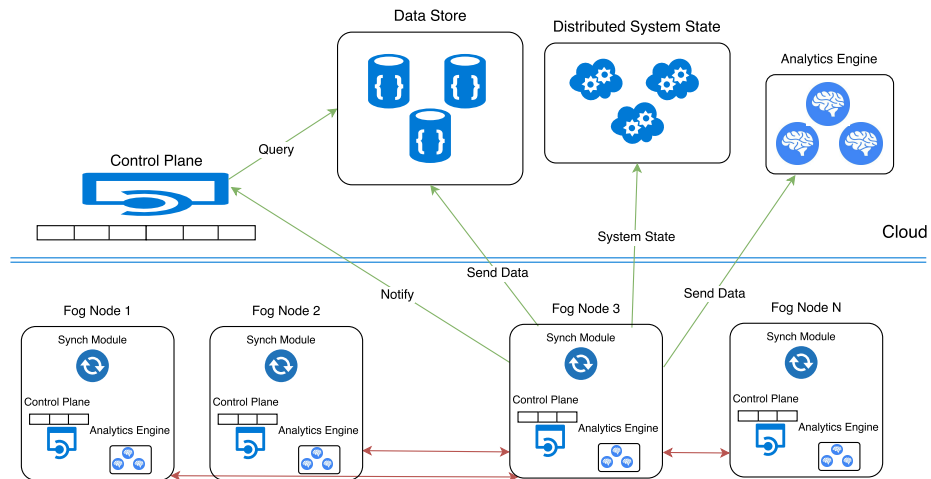 Data Store
Distributed System State
Analytics Engine
Query
Control Plane
System State
Cloud
Send Data
Notify
Send Data
Fog Node 1
Fog Node 2
Fog Node 3
Fog Node N
Synch Module
Synch Module
Synch Module
Synch Module
Control Plane
Control Plane
Control Plane
Control Plane
Analytics Engine
Analytics Engine
Analytics Engine
Analytics Engine